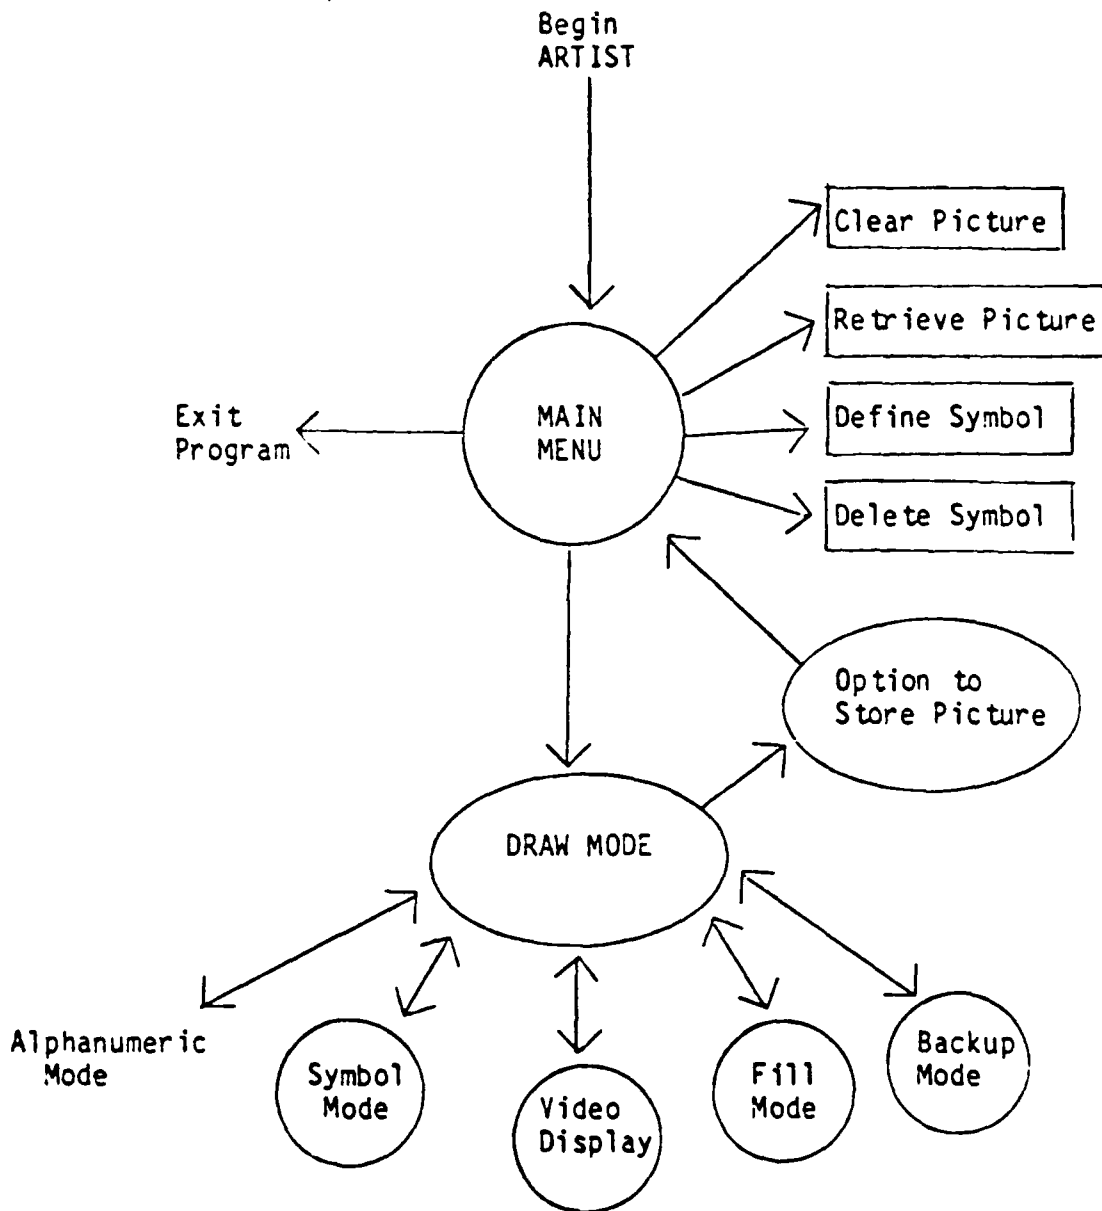 Begin
ARTIST
Clear Picture
Retrieve Picture
Exit
Program
MAIN
MENU
Define Symbol
Delete Symbol
Option to
Store Picture
DRAW MODE
Alphanumeric
Mode
Symbol
Mode
Video
Display
Fill
Mode
Backup
Mode